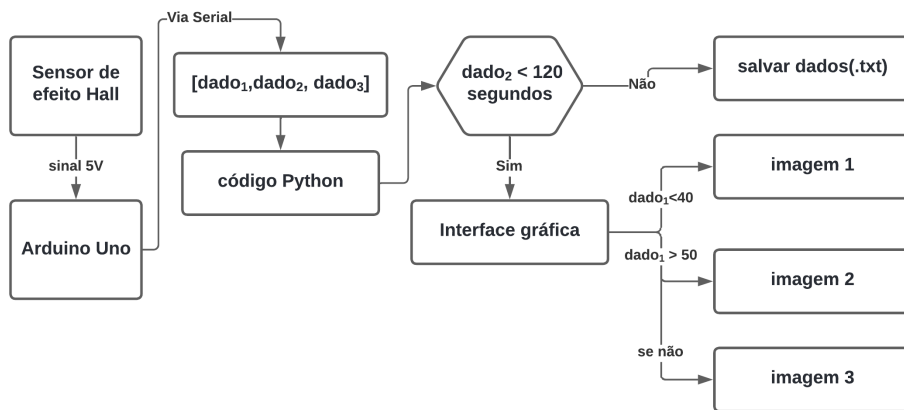 Via Serial
Sensor de
efeito Hall
[dado₁,dado₂, dado₃]
dado₂ < 120
segundos
Não
salvar dados(.txt)
sinal 5V
código Python
Sim
imagem 1
dado₁<40
Arduino Uno
Interface gráfica
dado₁ > 50
imagem 2
se não
imagem 3